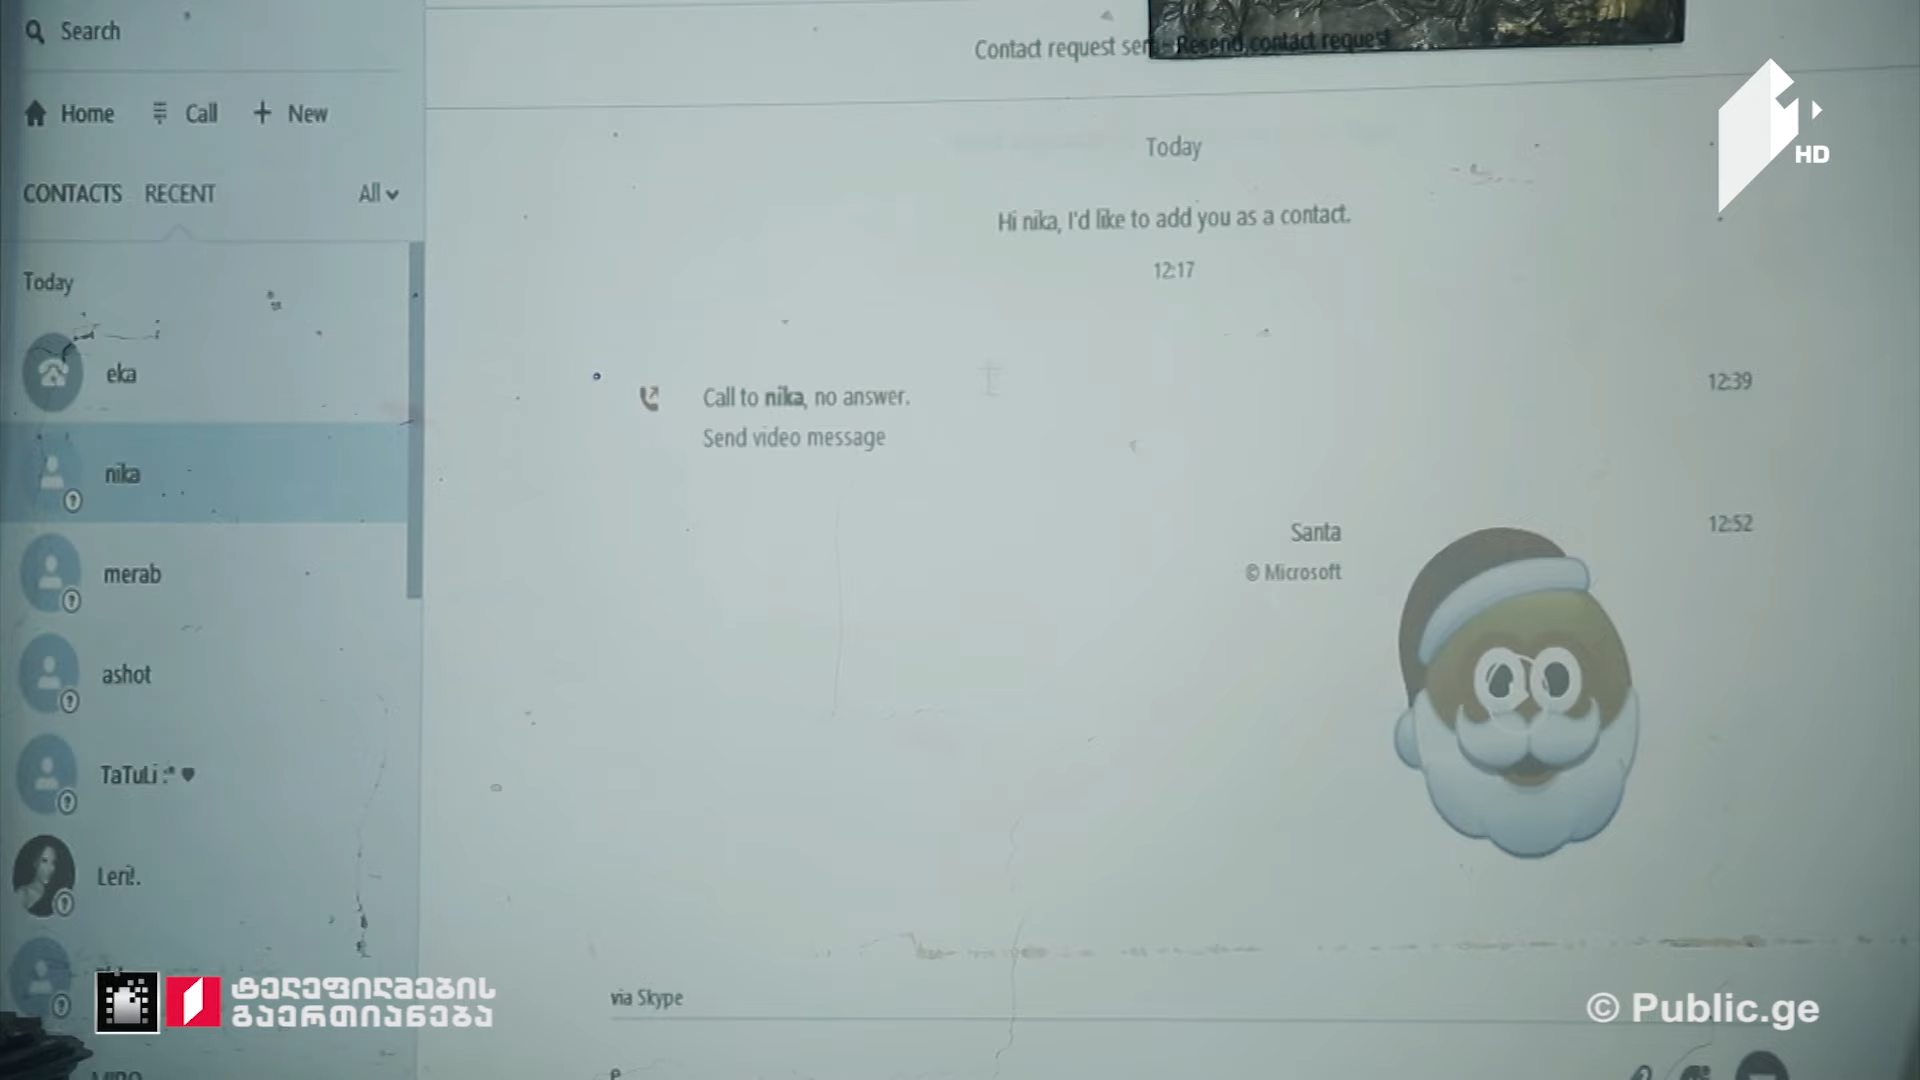 Search
Home
Call
New
CONTACTS
RECENT
All
Today
eka
nika
merab
ashot
TaTuLi :* ♥
Leri!.
Contact request sent - Resend contact request
Today
Hi nika, I'd like to add you as a contact.
12:17
Call to nika, no answer.
12:39
Send video message
Santa
12:52
© Microsoft
via Skype
HD
ტელეფილმების
გაერთიანება
© Public.ge